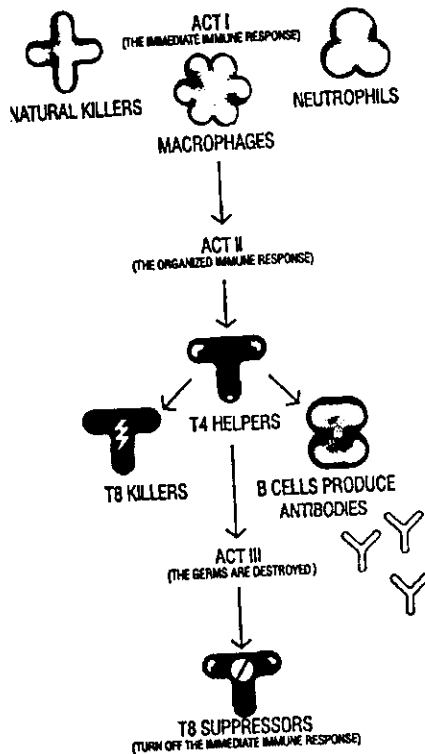 ACT I
(THE IMMEDIATE IMMUNE RESPONSE)
NATURAL KILLERS
MACROPHAGES
NEUTROPHILS
ACT II
(THE ORGANIZED IMMUNE RESPONSE)
T4 HELPERS
T8 KILLERS
B CELLS PRODUCE
ANTIBODIES
ACT III
(THE GERMS ARE DESTROYED)
T8 SUPPRESSORS
(TURN OFF THE IMMEDIATE IMMUNE RESPONSE)